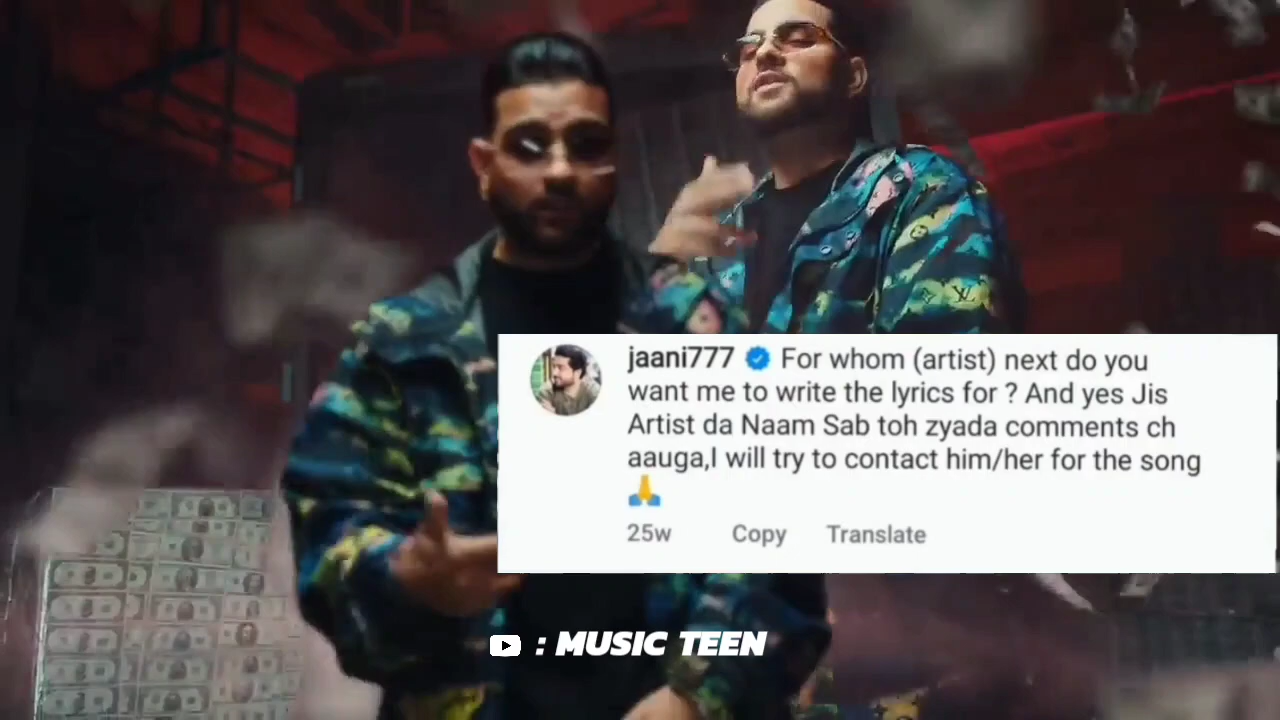 jaani777 For whom (artist) next do you
want me to write the lyrics for ? And yes Jis
Artist da Naam Sab toh zyada comments ch
aauga,I will try to contact him/her for the song
🙏
25w Copy Translate
: MUSIC TEEN